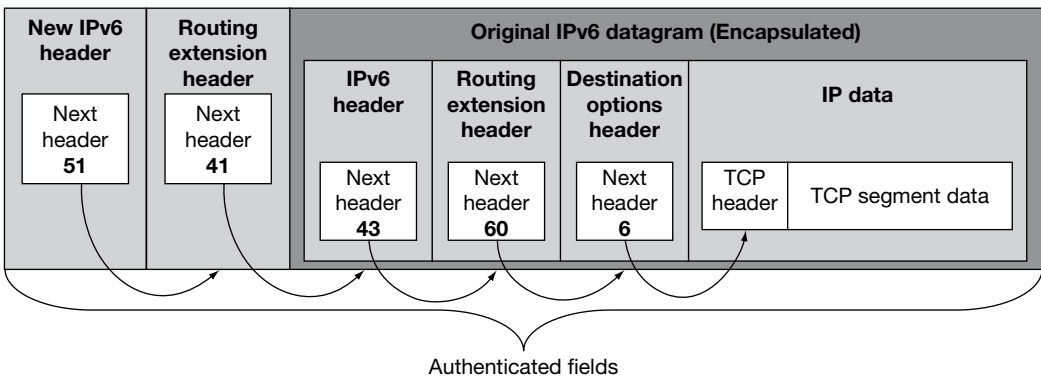 New IPv6
header
Next
header
51
Routing
extension
header
Next
header
41
Original IPv6 datagram (Encapsulated)
IPv6
header
Next
header
43
Routing
extension
header
Next
header
60
Destination
options
header
Next
header
6
IP data
TCP
header
TCP segment data
Authenticated fields